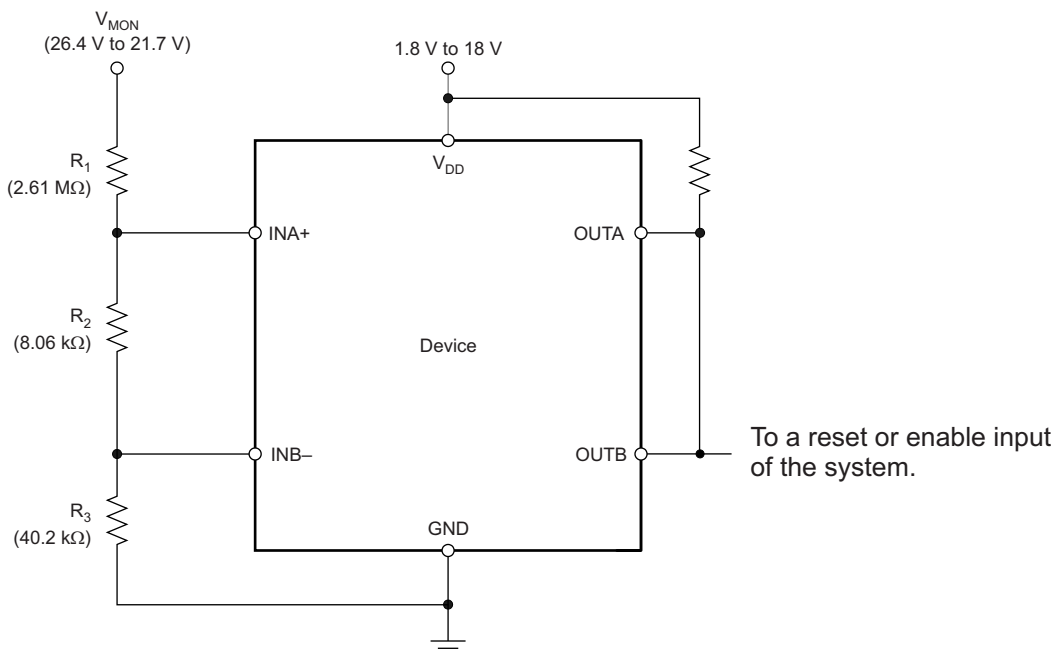 V_MON
(26.4 V to 21.7 V)
1.8 V to 18 V
V_DD
R_1
(2.61 MΩ)
INA+
OUTA
R_2
(8.06 kΩ)
Device
To a reset or enable input
of the system.
INB–
OUTB
R_3
(40.2 kΩ)
GND